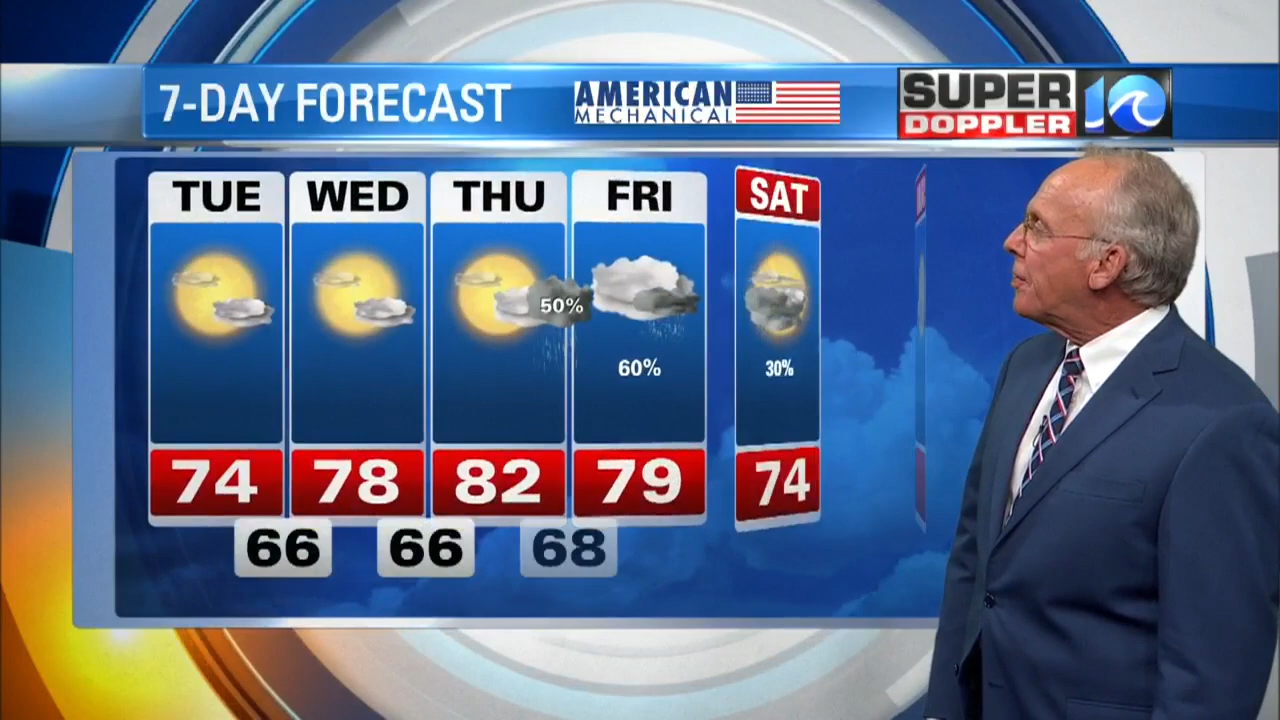 7-DAY FORECAST
AMERICAN
MECHANICAL
SUPER
DOPPLER
10
TUE
WED
THU
FRI
SAT
50%
60%
30%
74
78
82
79
74
66
66
68